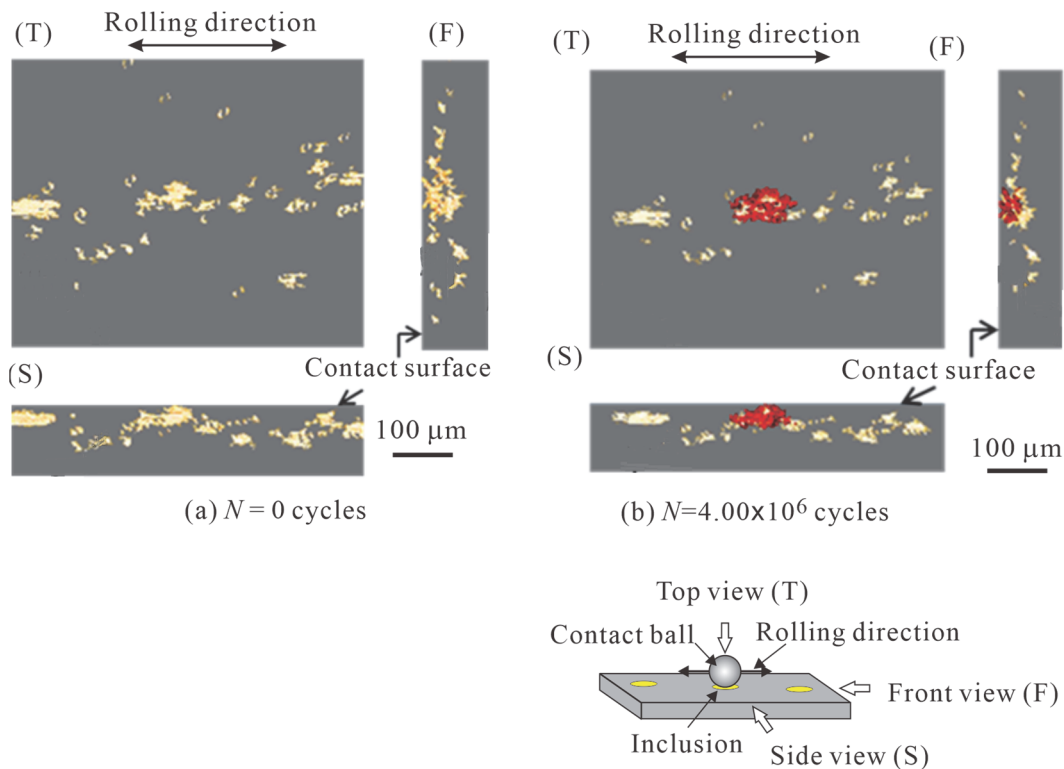 (T)
Rolling direction
(F)
(S)
Contact surface
100 μm
(a) N = 0 cycles
(T)
Rolling direction
(F)
(S)
Contact surface
100 μm
(b) N=4.00x10⁶ cycles
Top view (T)
Contact ball
Rolling direction
Front view (F)
Inclusion
Side view (S)